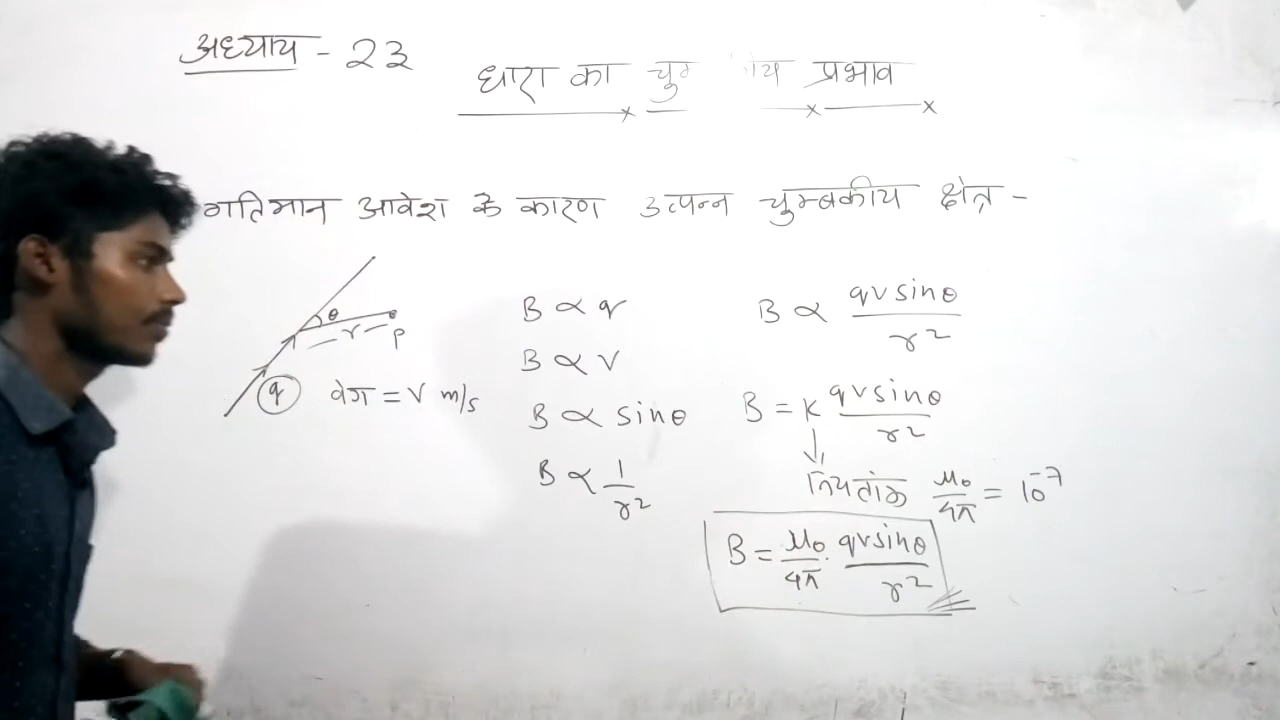 अध्याय - 23
धारा का चुम्बकीय प्रभाव
गतिमान आवेश के कारण उत्पन्न चुम्बकीय क्षेत्र -
θ
r
P
q वेग = v m/s
B ∝ q
B ∝ v
B ∝ sinθ
B ∝ 1/r²
B ∝ qvsinθ/r²
B = K qvsinθ/r²
नियतांक μ₀/4π = 10⁻⁷
B = μ₀/4π · qvsinθ/r²